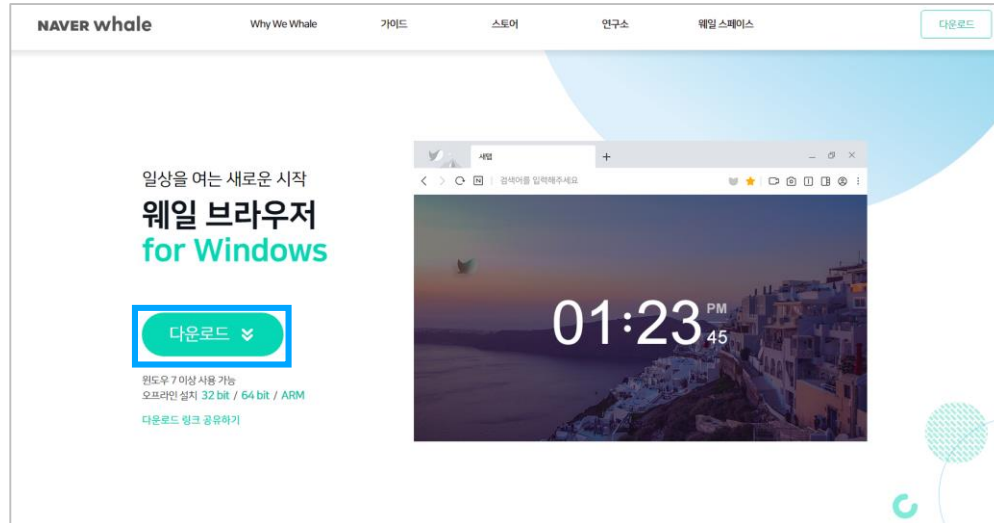 NAVER whale
Why We Whale
가이드
스토어
연구소
웨일 스페이스
다운로드
일상을 여는 새로운 시작
웨일 브라우저
for Windows
다운로드
윈도우 7 이상 사용 가능
오프라인 설치 32 bit / 64 bit / ARM
다운로드 링크 공유하기
새탭
N
검색어를 입력해주세요
01:23 PM
45